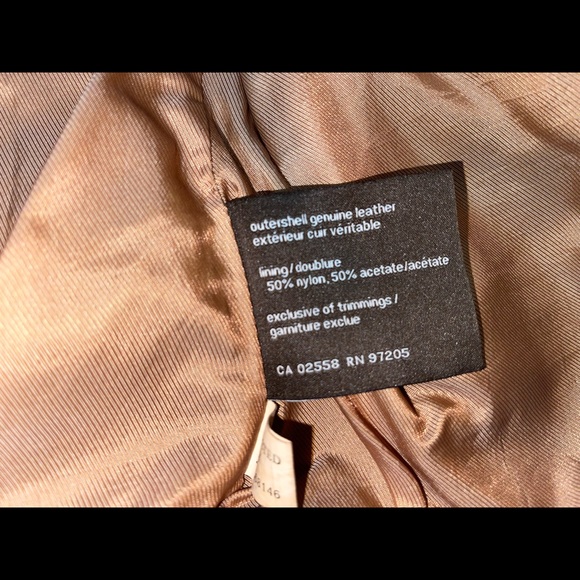 outershell genuine leather
extérieur cuir véritable
lining/doublure
50% nylon, 50% acetate/acétate
exclusive of trimmings/
garniture exclue
CA 02558 RN 97205